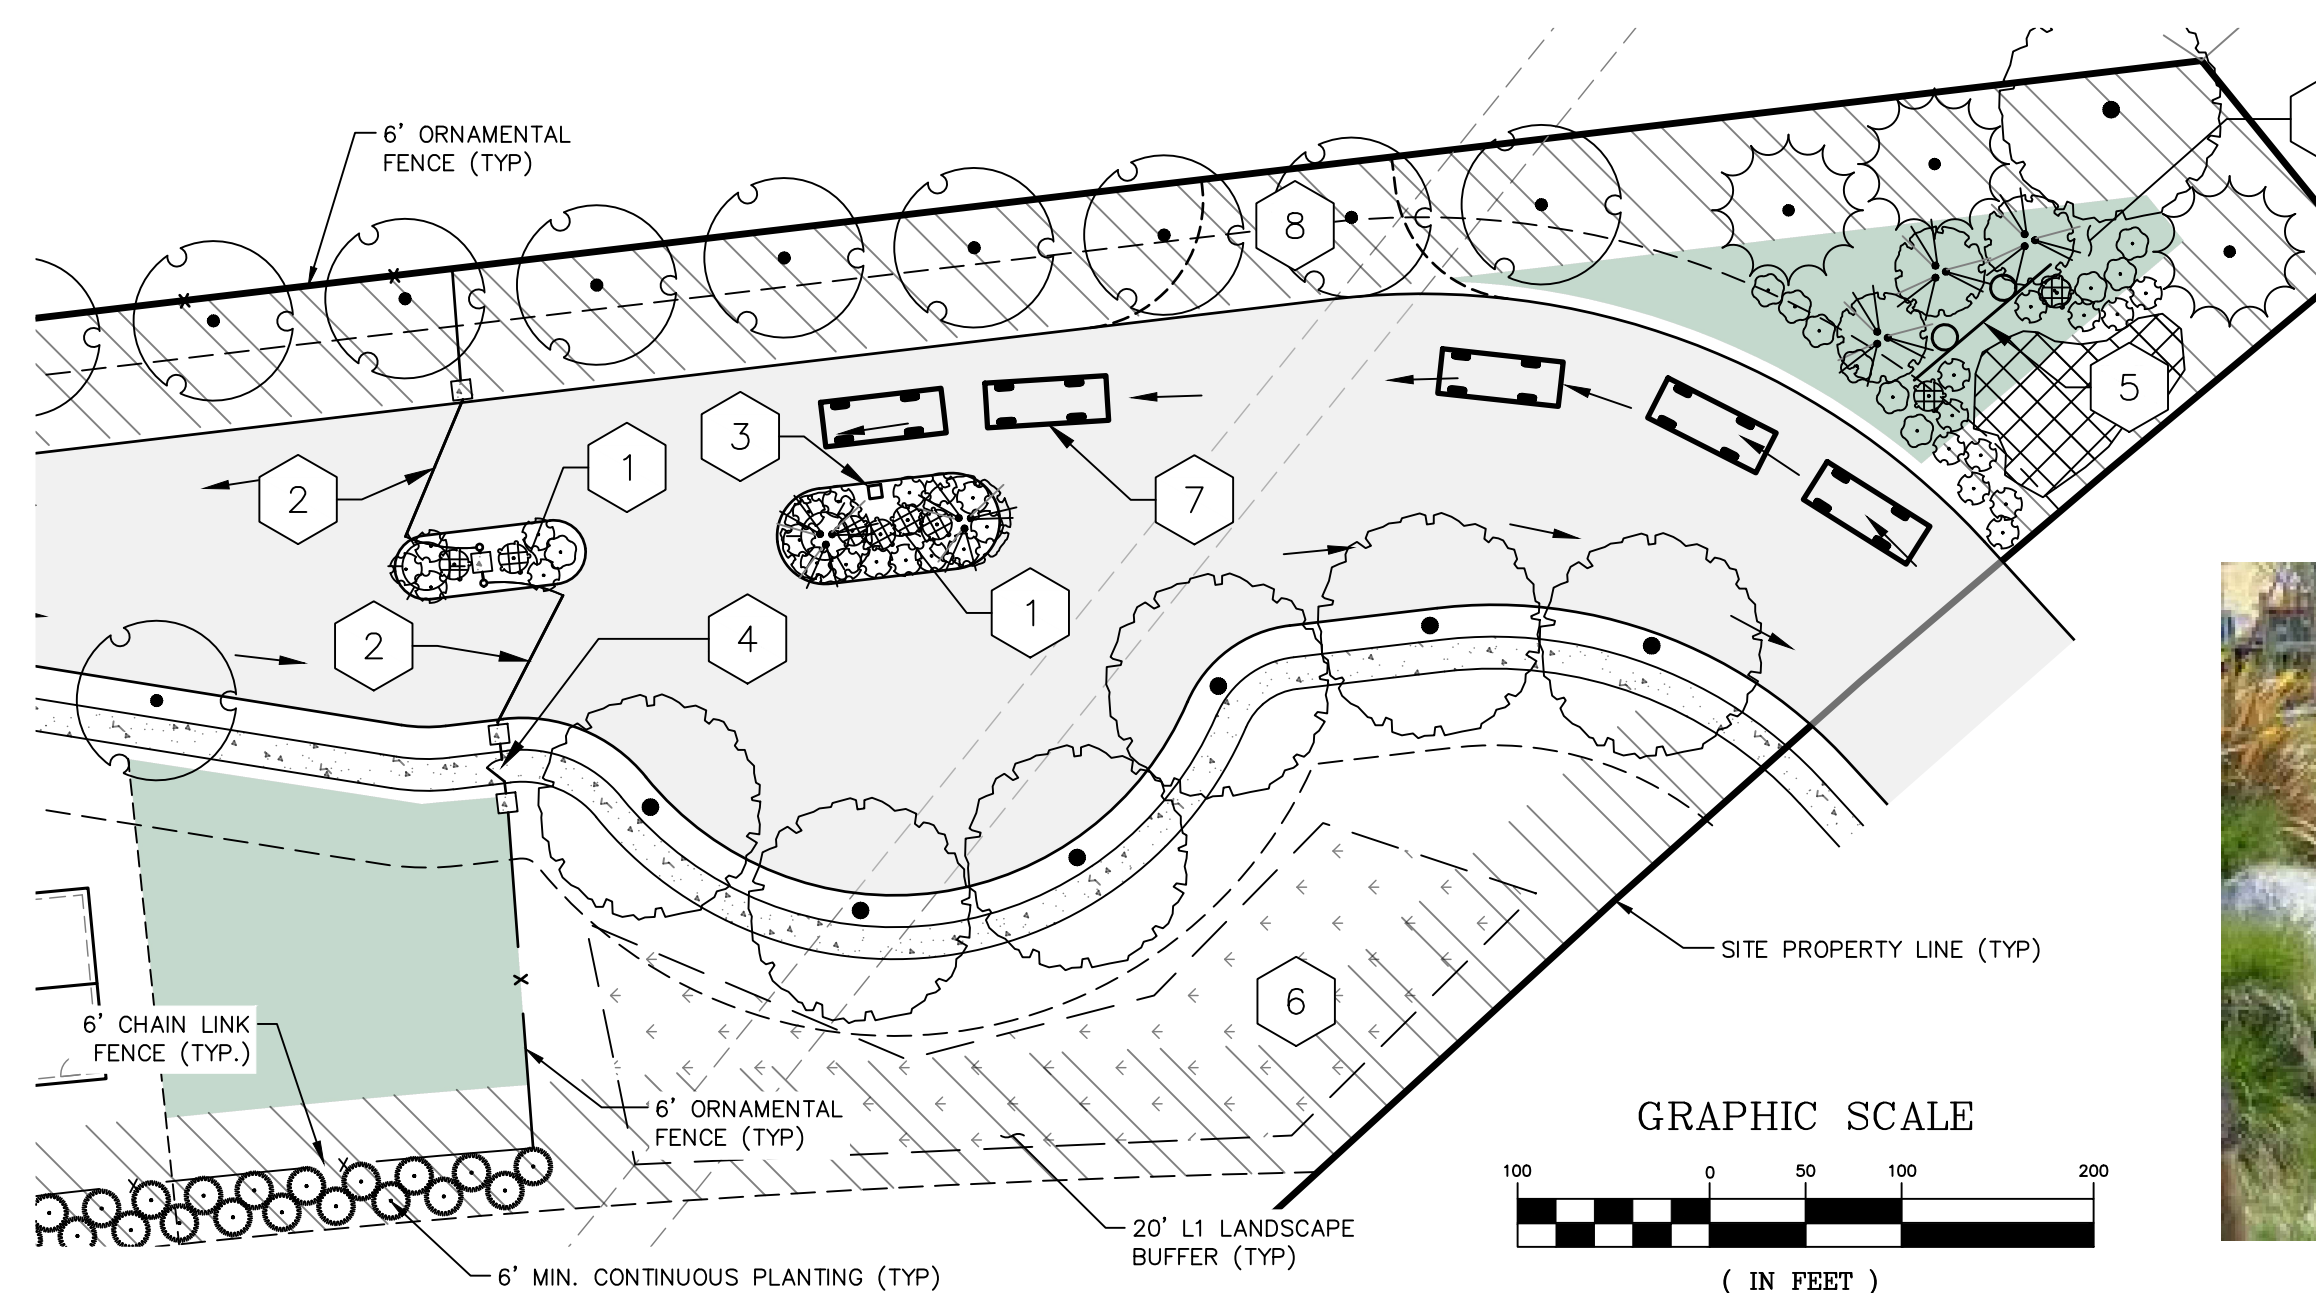 6' ORNAMENTAL
FENCE (TYP)
8
5
3
1
2
7
1
2
4
SITE PROPERTY LINE (TYP)
6
6' CHAIN LINK
FENCE (TYP.)
6' ORNAMENTAL
FENCE (TYP)
GRAPHIC SCALE
100 0 50 100 200
( IN FEET )
20' L1 LANDSCAPE
BUFFER (TYP)
6' MIN. CONTINUOUS PLANTING (TYP)